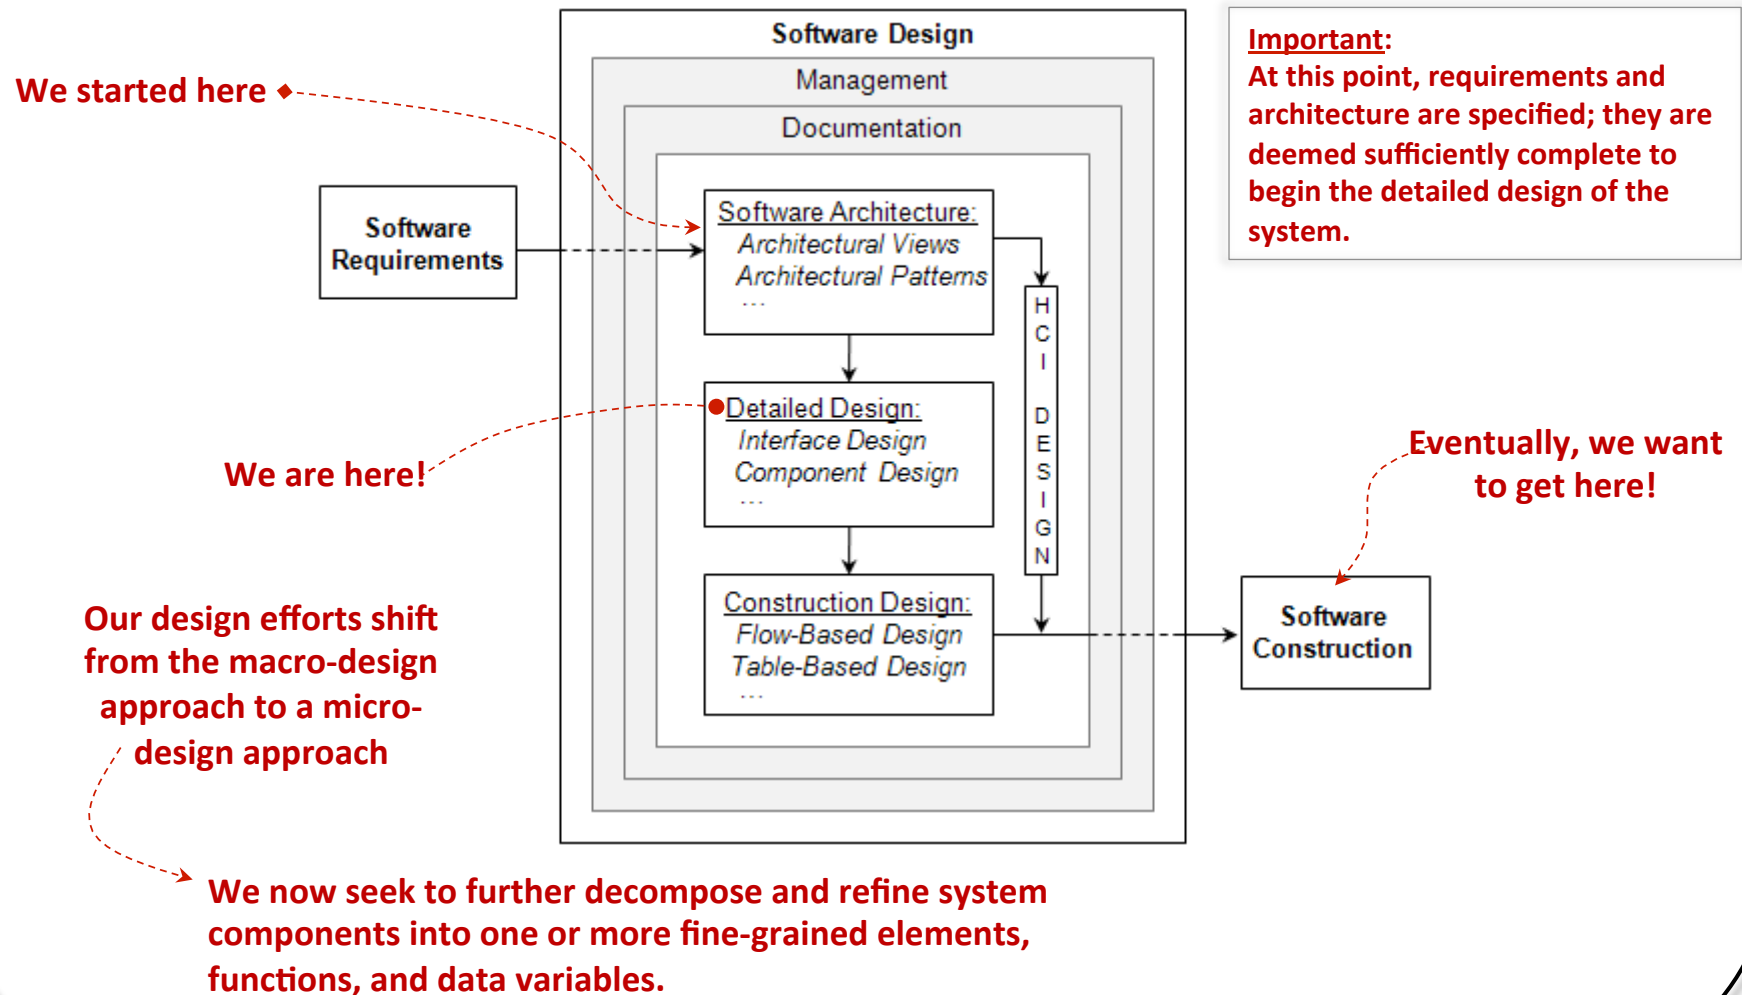 Software Design
Management
Documentation
We started here
Important:
At this point, requirements and
architecture are specified; they are
deemed sufficiently complete to
begin the detailed design of the
system.
Software
Requirements
Software Architecture:
Architectural Views
Architectural Patterns
...
H
C
I
D
E
S
I
G
N
Detailed Design:
Interface Design
Component Design
...
We are here!
Eventually, we want
to get here!
Construction Design:
Flow-Based Design
Table-Based Design
...
Software
Construction
Our design efforts shift
from the macro-design
approach to a micro-
design approach
We now seek to further decompose and refine system
components into one or more fine-grained elements,
functions, and data variables.